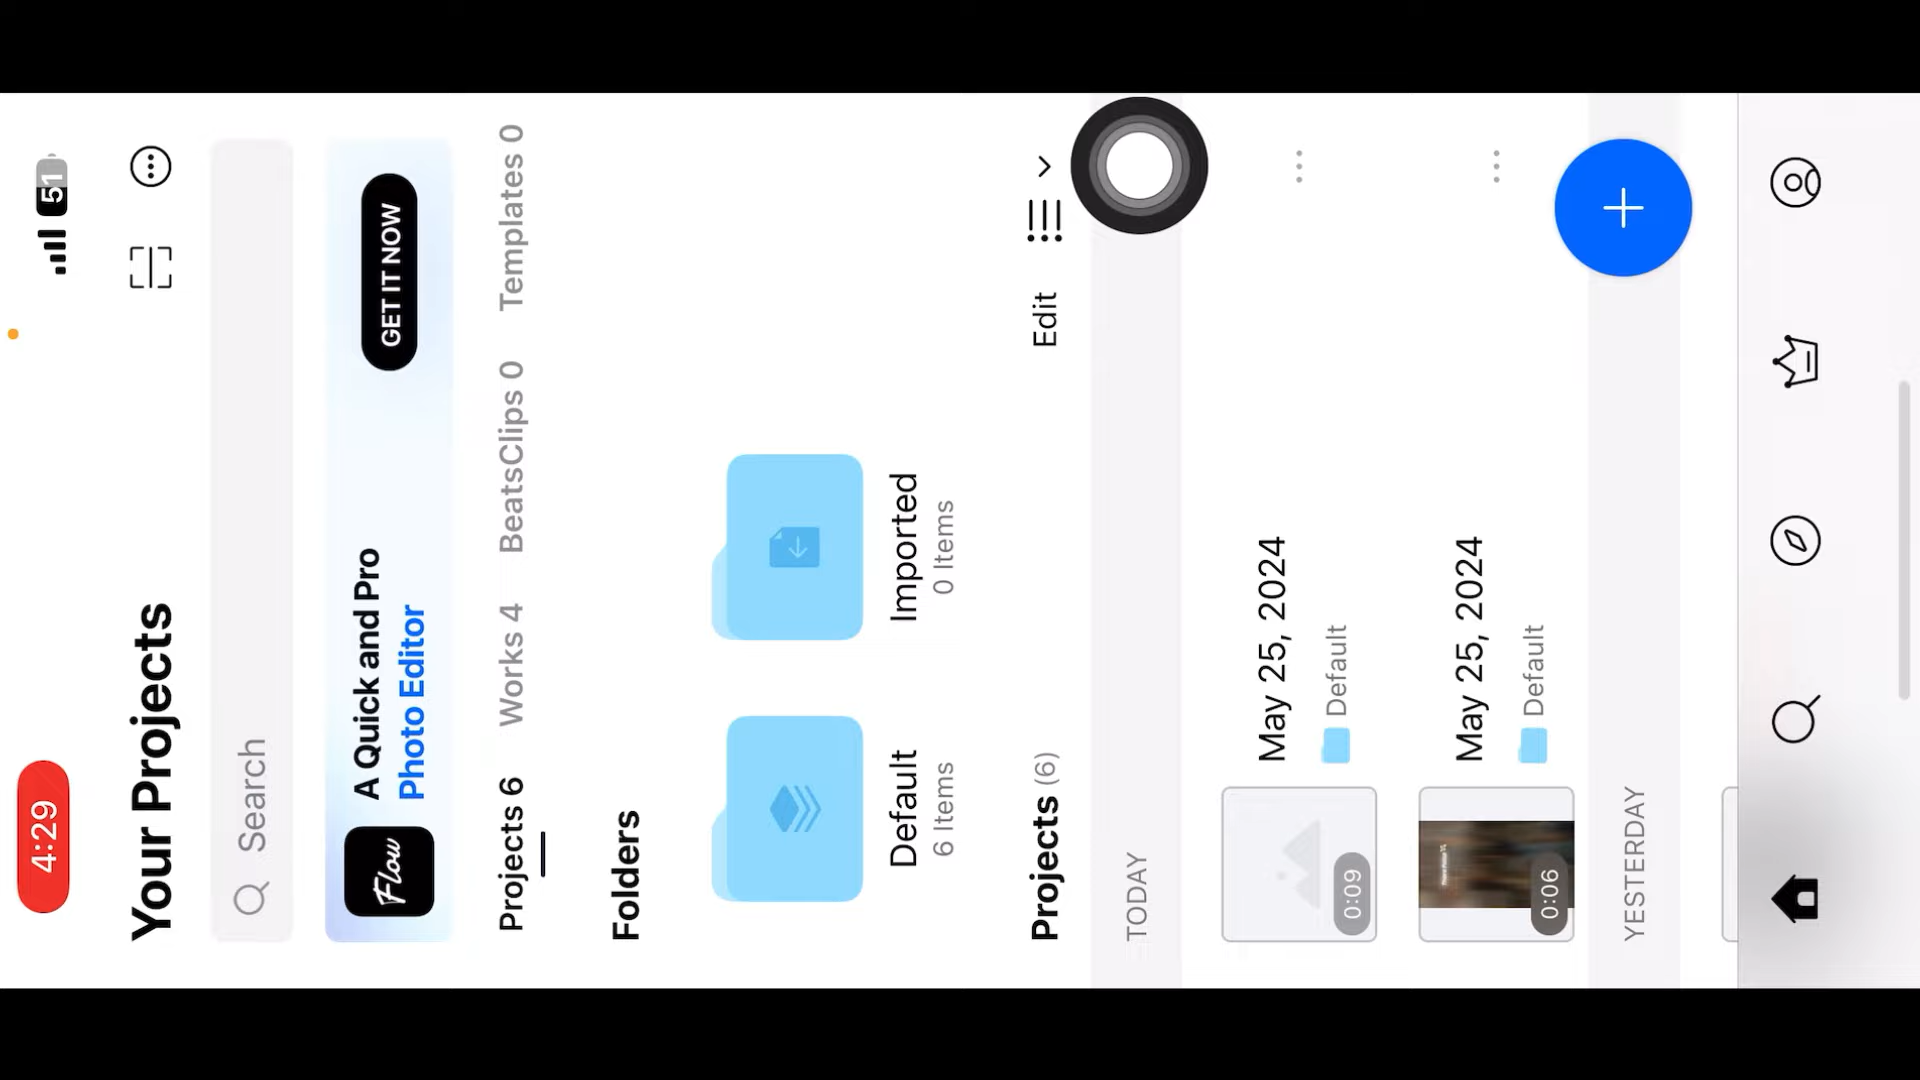 4:29
51
Your Projects
Search
Flow
A Quick and Pro
Photo Editor
GET IT NOW
Projects 6 Works 4 BeatsClips 0 Templates 0
Folders
Default
6 Items
Imported
0 Items
Projects (6)
Edit
TODAY
May 25, 2024
Default
0:09
May 25, 2024
Default
0:06
YESTERDAY